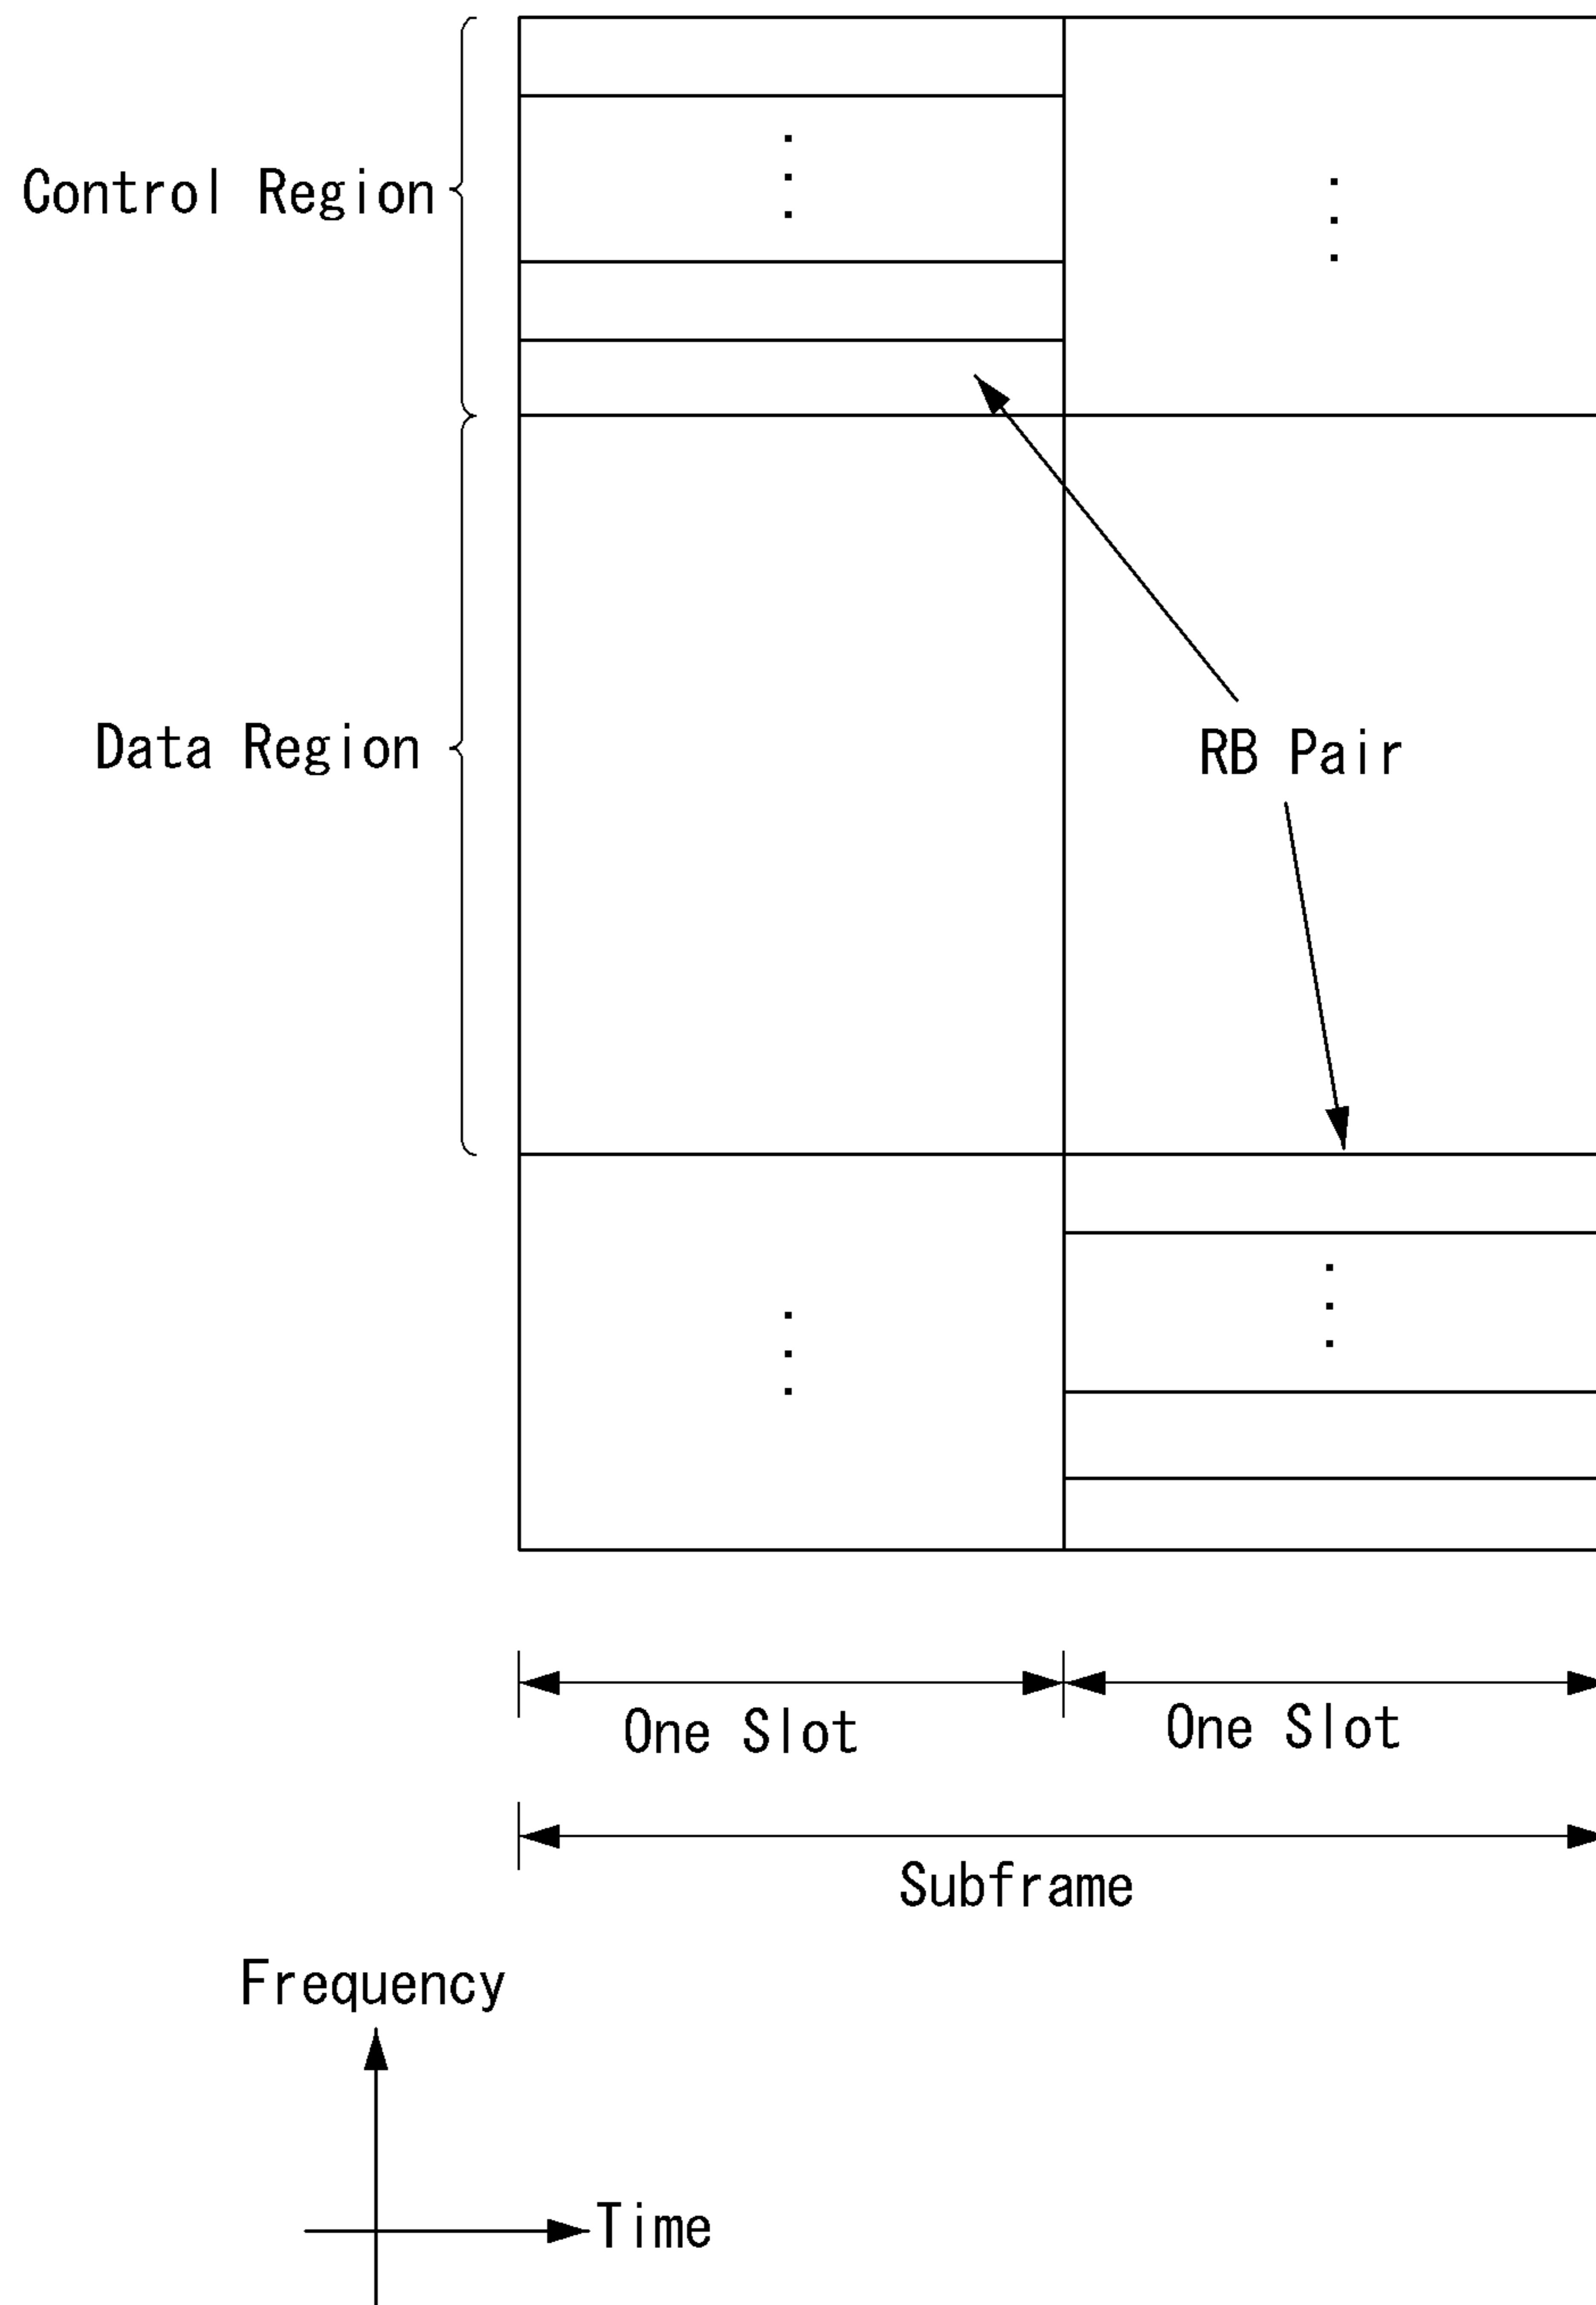 Control Region
Data Region
RB Pair
One Slot
One Slot
Subframe
Frequency
Time